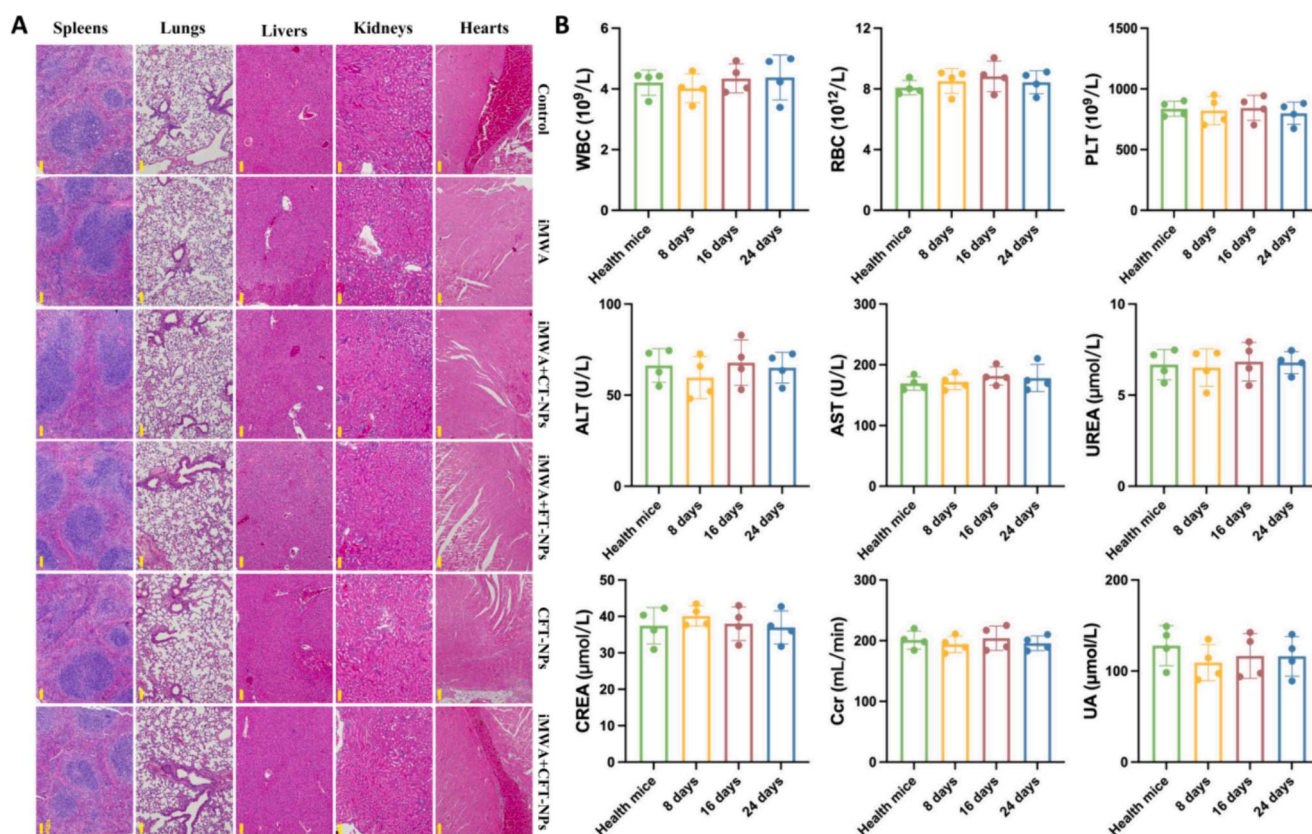 A
Spleens Lungs Livers Kidneys Hearts
Control
iMWA
iMWA+CT-NPs
iMWA+FT-NPs
CFT-NPs
iMWA+CFT-NPs
B
WBC (10⁹/L)
6
4
2
0
Health mice
8 days
16 days
24 days
RBC (10¹²/L)
12
8
4
0
Health mice
8 days
16 days
24 days
PLT (10⁹/L)
1500
1000
500
0
Health mice
8 days
16 days
24 days
ALT (U/L)
100
50
0
Health mice
8 days
16 days
24 days
AST (U/L)
300
200
100
0
Health mice
8 days
16 days
24 days
UREA (μmol/L)
10
5
0
Health mice
8 days
16 days
24 days
CREA (μmol/L)
50
40
30
20
10
0
Health mice
8 days
16 days
24 days
Ccr (mL/min)
300
200
100
0
Health mice
8 days
16 days
24 days
UA (μmol/L)
200
100
0
Health mice
8 days
16 days
24 days